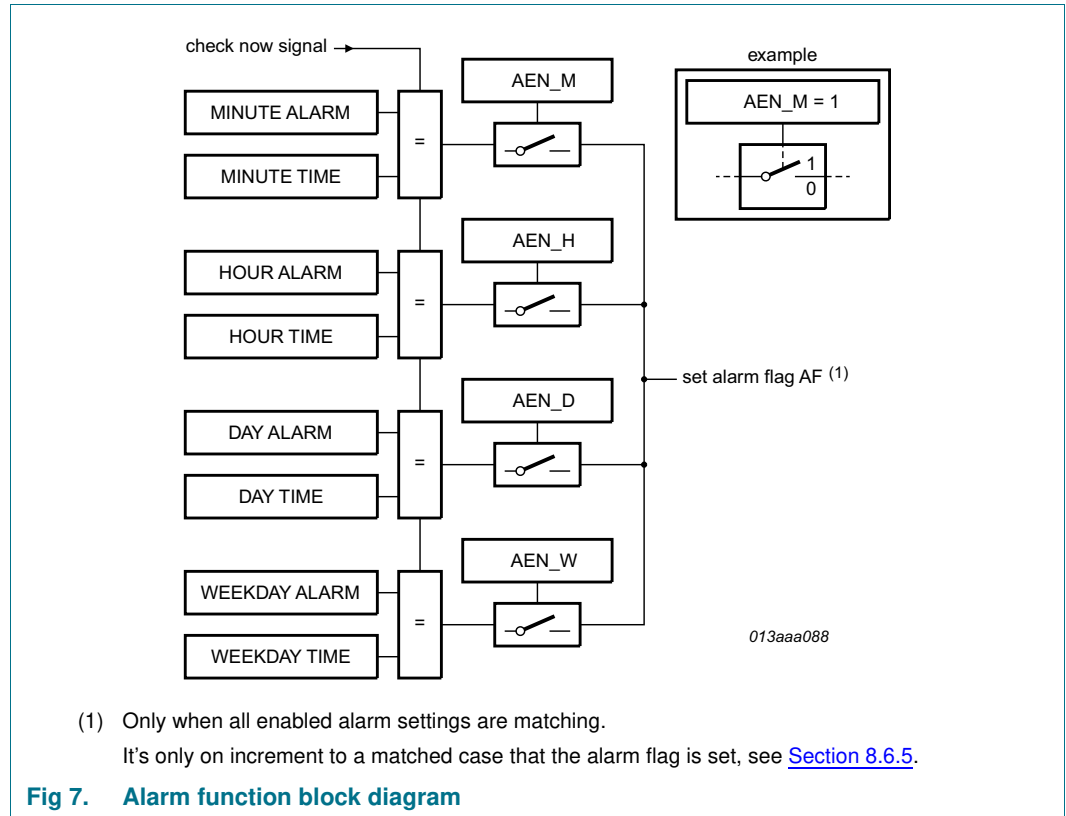 check now signal
example
AEN_M
AEN_M = 1
MINUTE ALARM
=
1
MINUTE TIME
0
AEN_H
HOUR ALARM
=
HOUR TIME
set alarm flag AF (1)
AEN_D
DAY ALARM
=
DAY TIME
AEN_W
WEEKDAY ALARM
=
013aaa088
WEEKDAY TIME
(1) Only when all enabled alarm settings are matching.
It's only on increment to a matched case that the alarm flag is set, see Section 8.6.5.
Fig 7. Alarm function block diagram